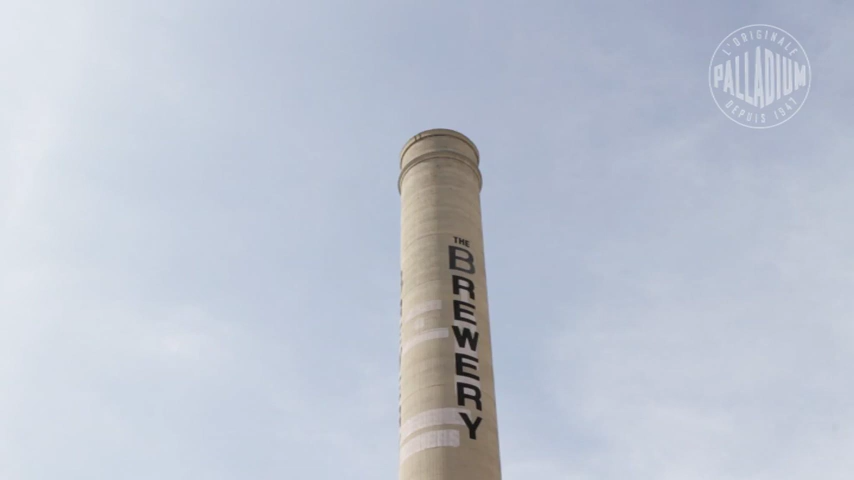 L'ORIGINALE
PALLADIUM
DEPUIS 1947
THE
BREWERY